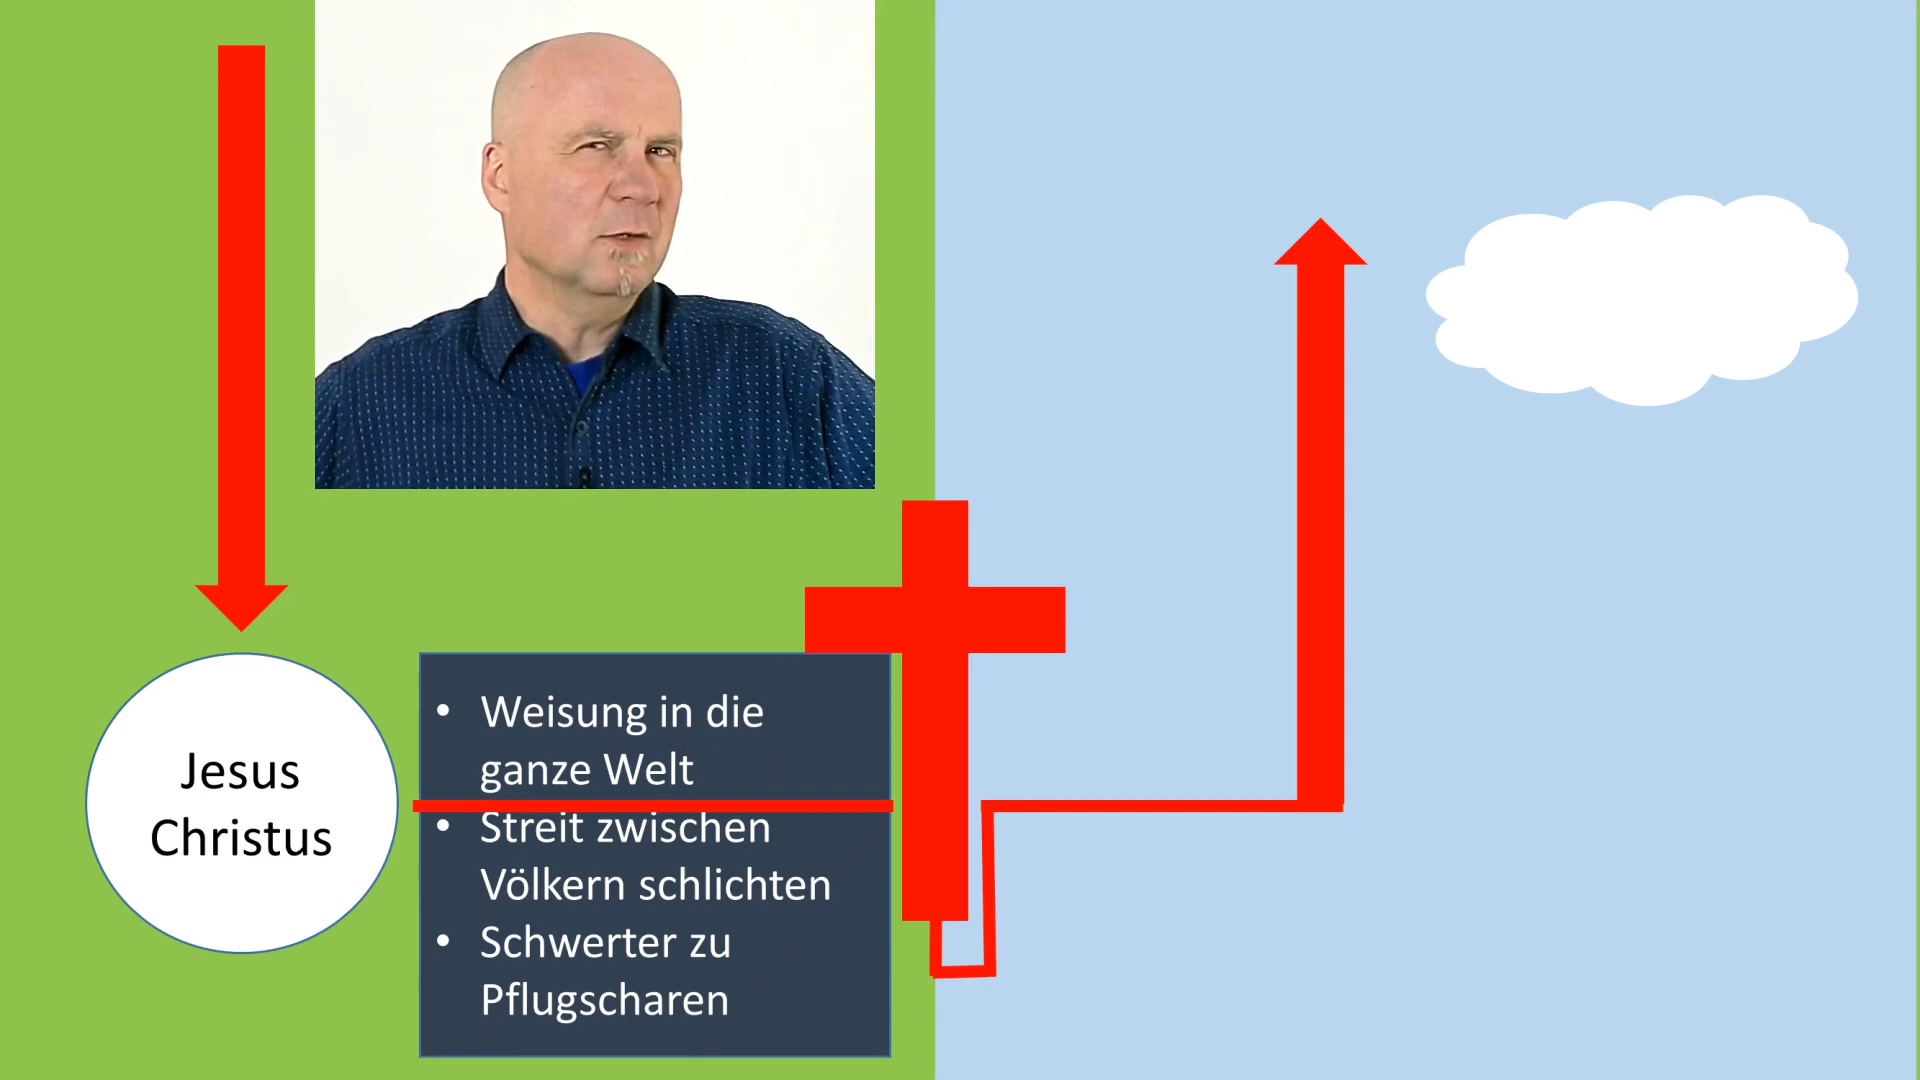 Jesus
Christus
• Weisung in die
ganze Welt
• Streit zwischen
Völkern schlichten
• Schwerter zu
Pflugscharen